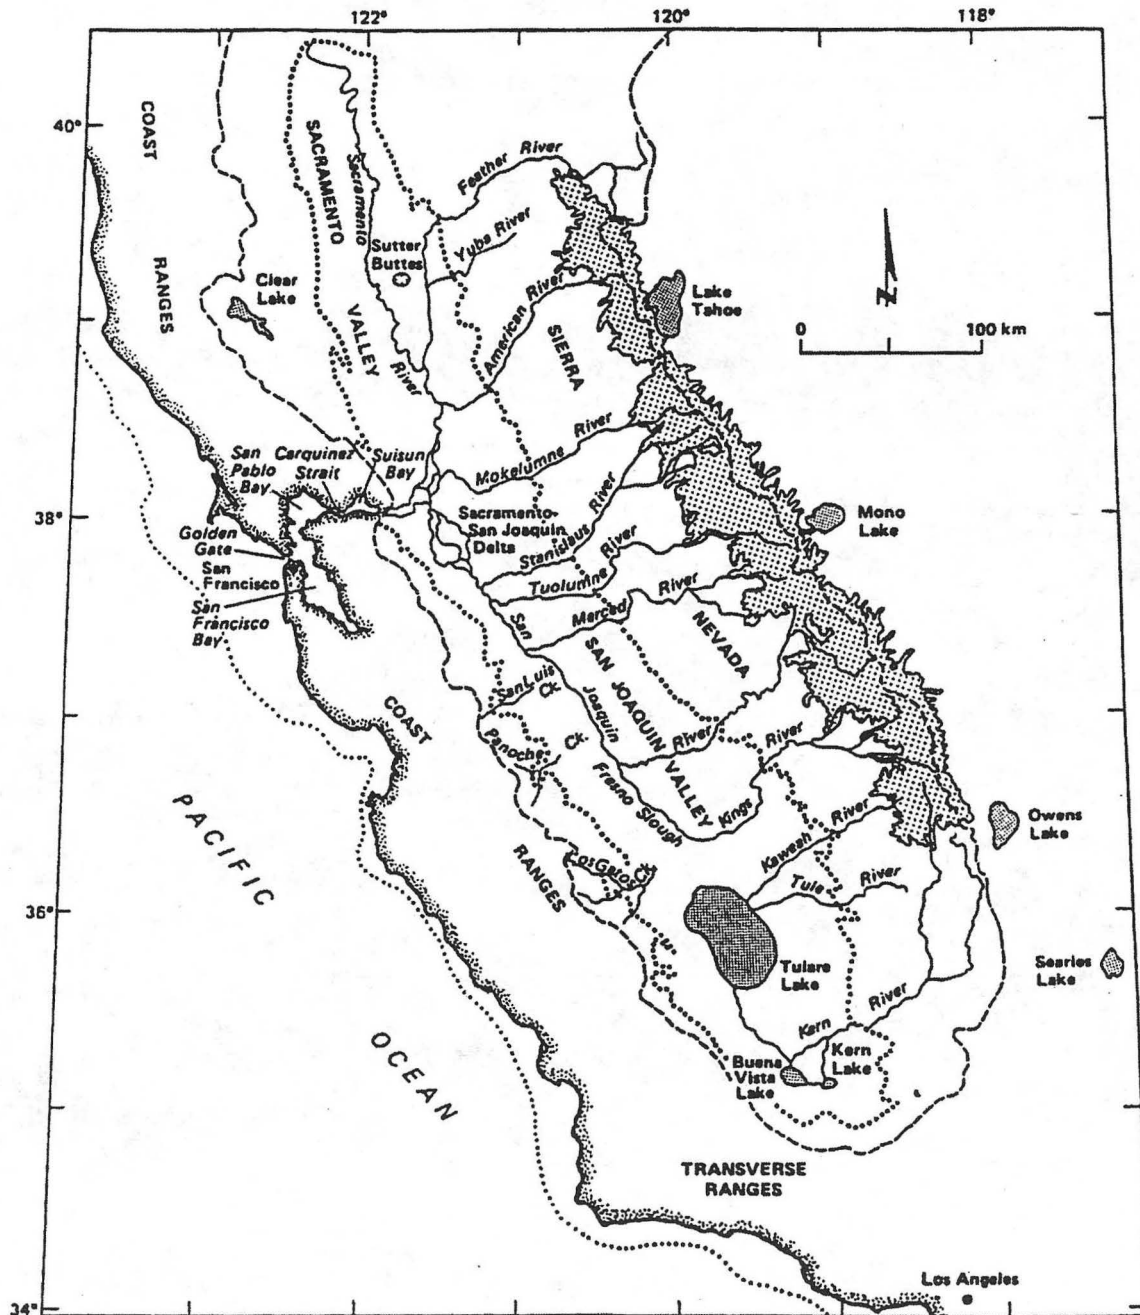 122°
120°
118°
40°
COAST
RANGES
SACRAMENTO
VALLEY
Sacramento
River
Feather River
Yuba River
Sutter
Buttes
Clear
Lake
American River
SIERRA
Lake
Tahoe
N
0
100 km
San
Pablo
Bay
Carquinez
Strait
Suisun
Bay
Mokelumne River
38°
Golden
Gate
San
Francisco
San
Francisco
Bay
Sacramento-
San Joaquin
Delta
Stanislaus River
Tuolumne River
Merced River
Mono
Lake
NEVADA
San
Joaquin
River
SAN JOAQUIN
VALLEY
San Luis
Ck.
Panoche Ck.
COAST
RANGES
Fresno
Slough
Kings
River
Kaweah River
Tule River
Owens
Lake
PACIFIC
OCEAN
Los Gatos Ck.
36°
Tulare
Lake
Searles
Lake
Kern River
Buena
Vista
Lake
Kern
Lake
TRANSVERSE
RANGES
Los Angeles
34°